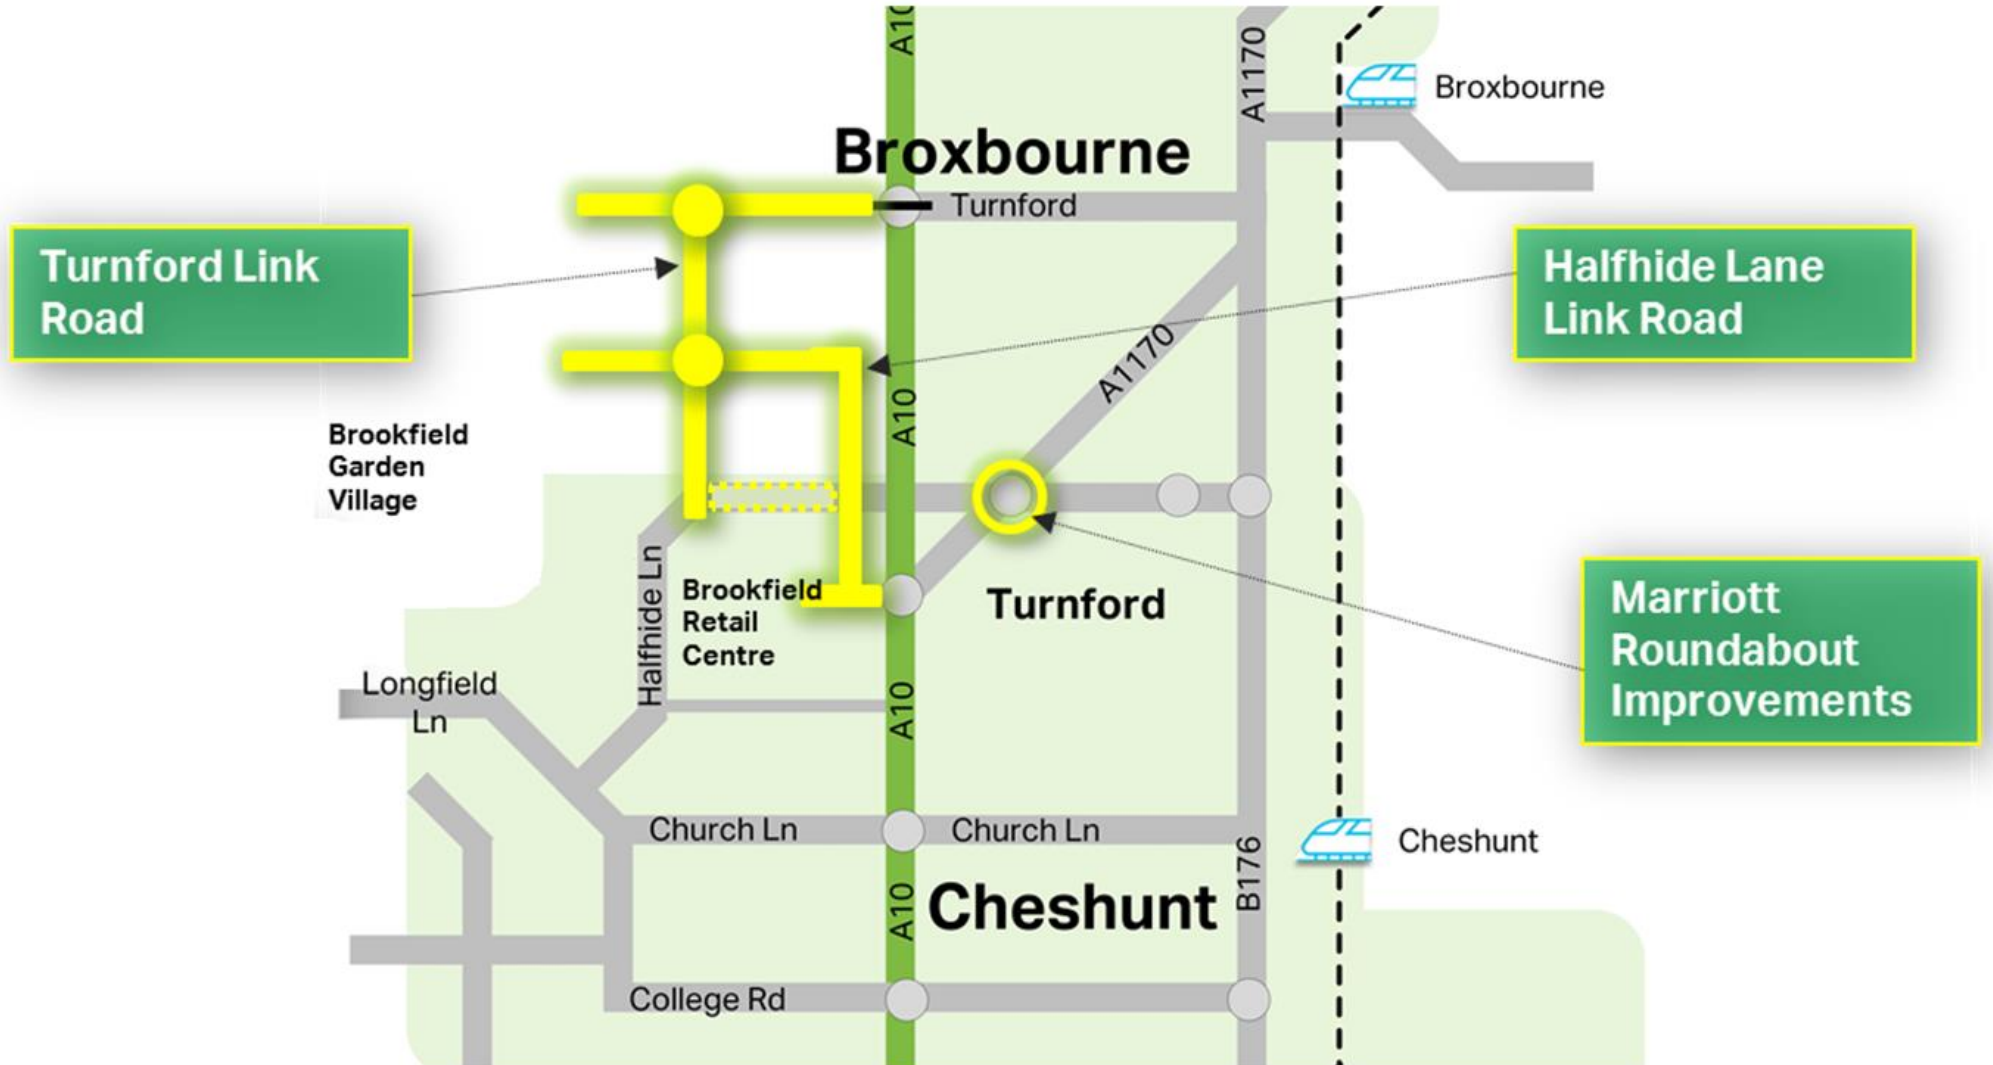 A10
A1170
Broxbourne
Broxbourne
Turnford
Turnford Link
Road
Halfhide Lane
Link Road
A1170
A10
Brookfield
Garden
Village
Halfhide Ln
Brookfield
Retail
Centre
Turnford
Marriott
Roundabout
Improvements
Longfield
Ln
A10
Church Ln
Church Ln
B176
Cheshunt
A10
Cheshunt
College Rd